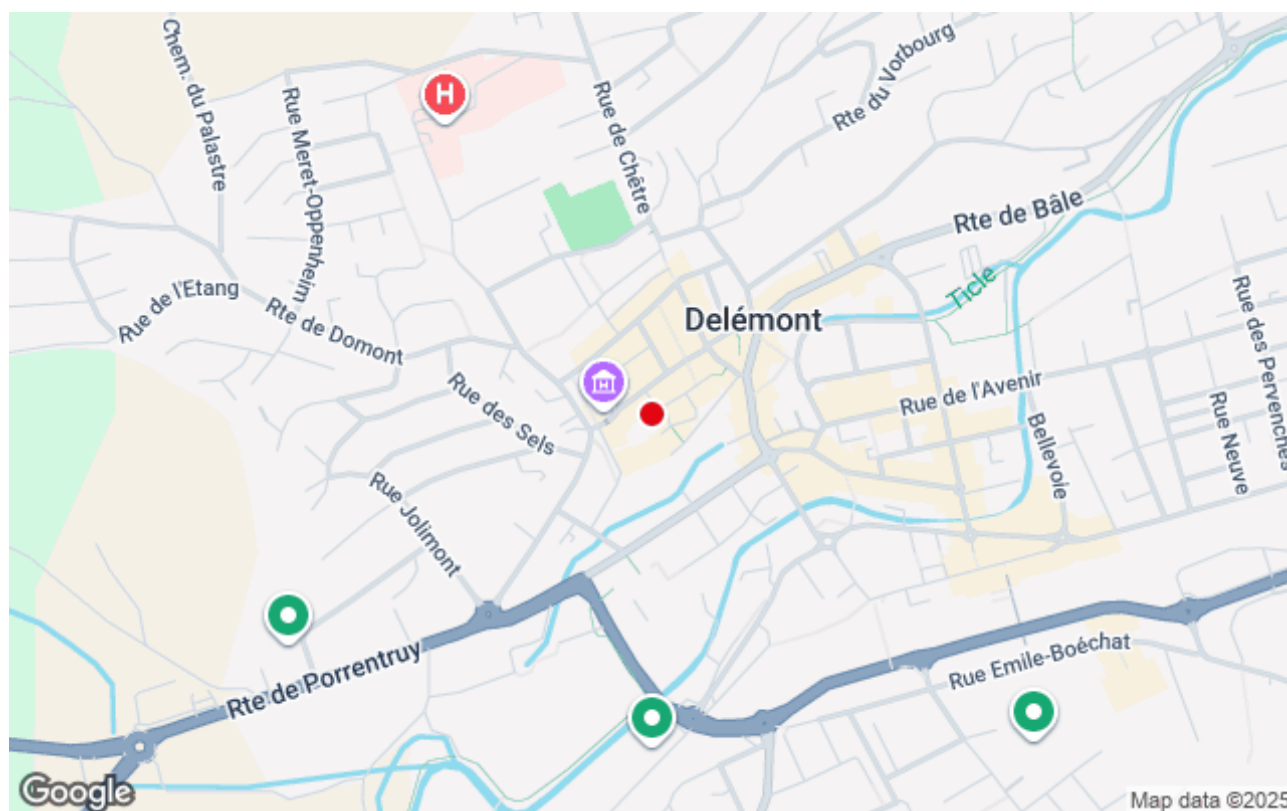 Chem. du Palastre
Rue Meret-Oppenheim
H
Rue de Chêtre
Rte du Vorbourg
Rte de Bâle
Rue de l'Etang
Rte de Domont
Delémont
Ticle
Rue des Pervenches
Rue des Sels
Rue de l'Avenir
Rue Neuve
Bellevoie
Rue Jolimont
Rte de Porrentruy
Rue Emile-Boéchat
Google
Map data ©2025